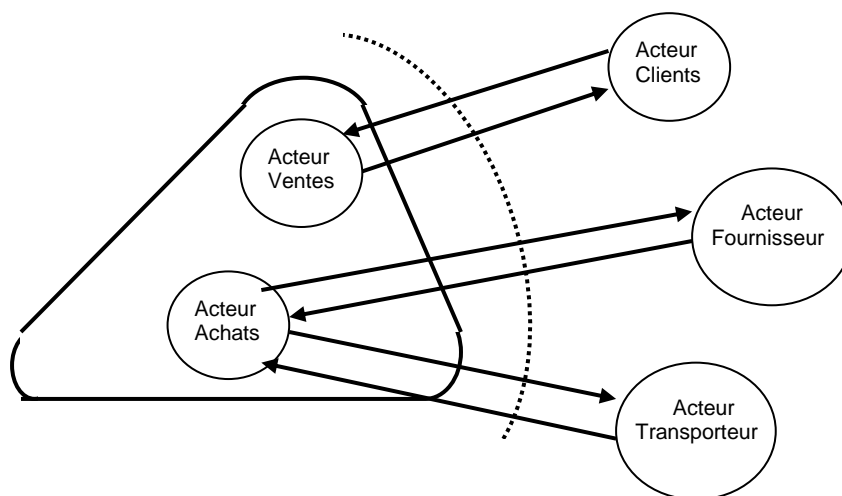 Acteur
Clients
Acteur
Ventes
Acteur
Fournisseur
Acteur
Achats
Acteur
Transporteur